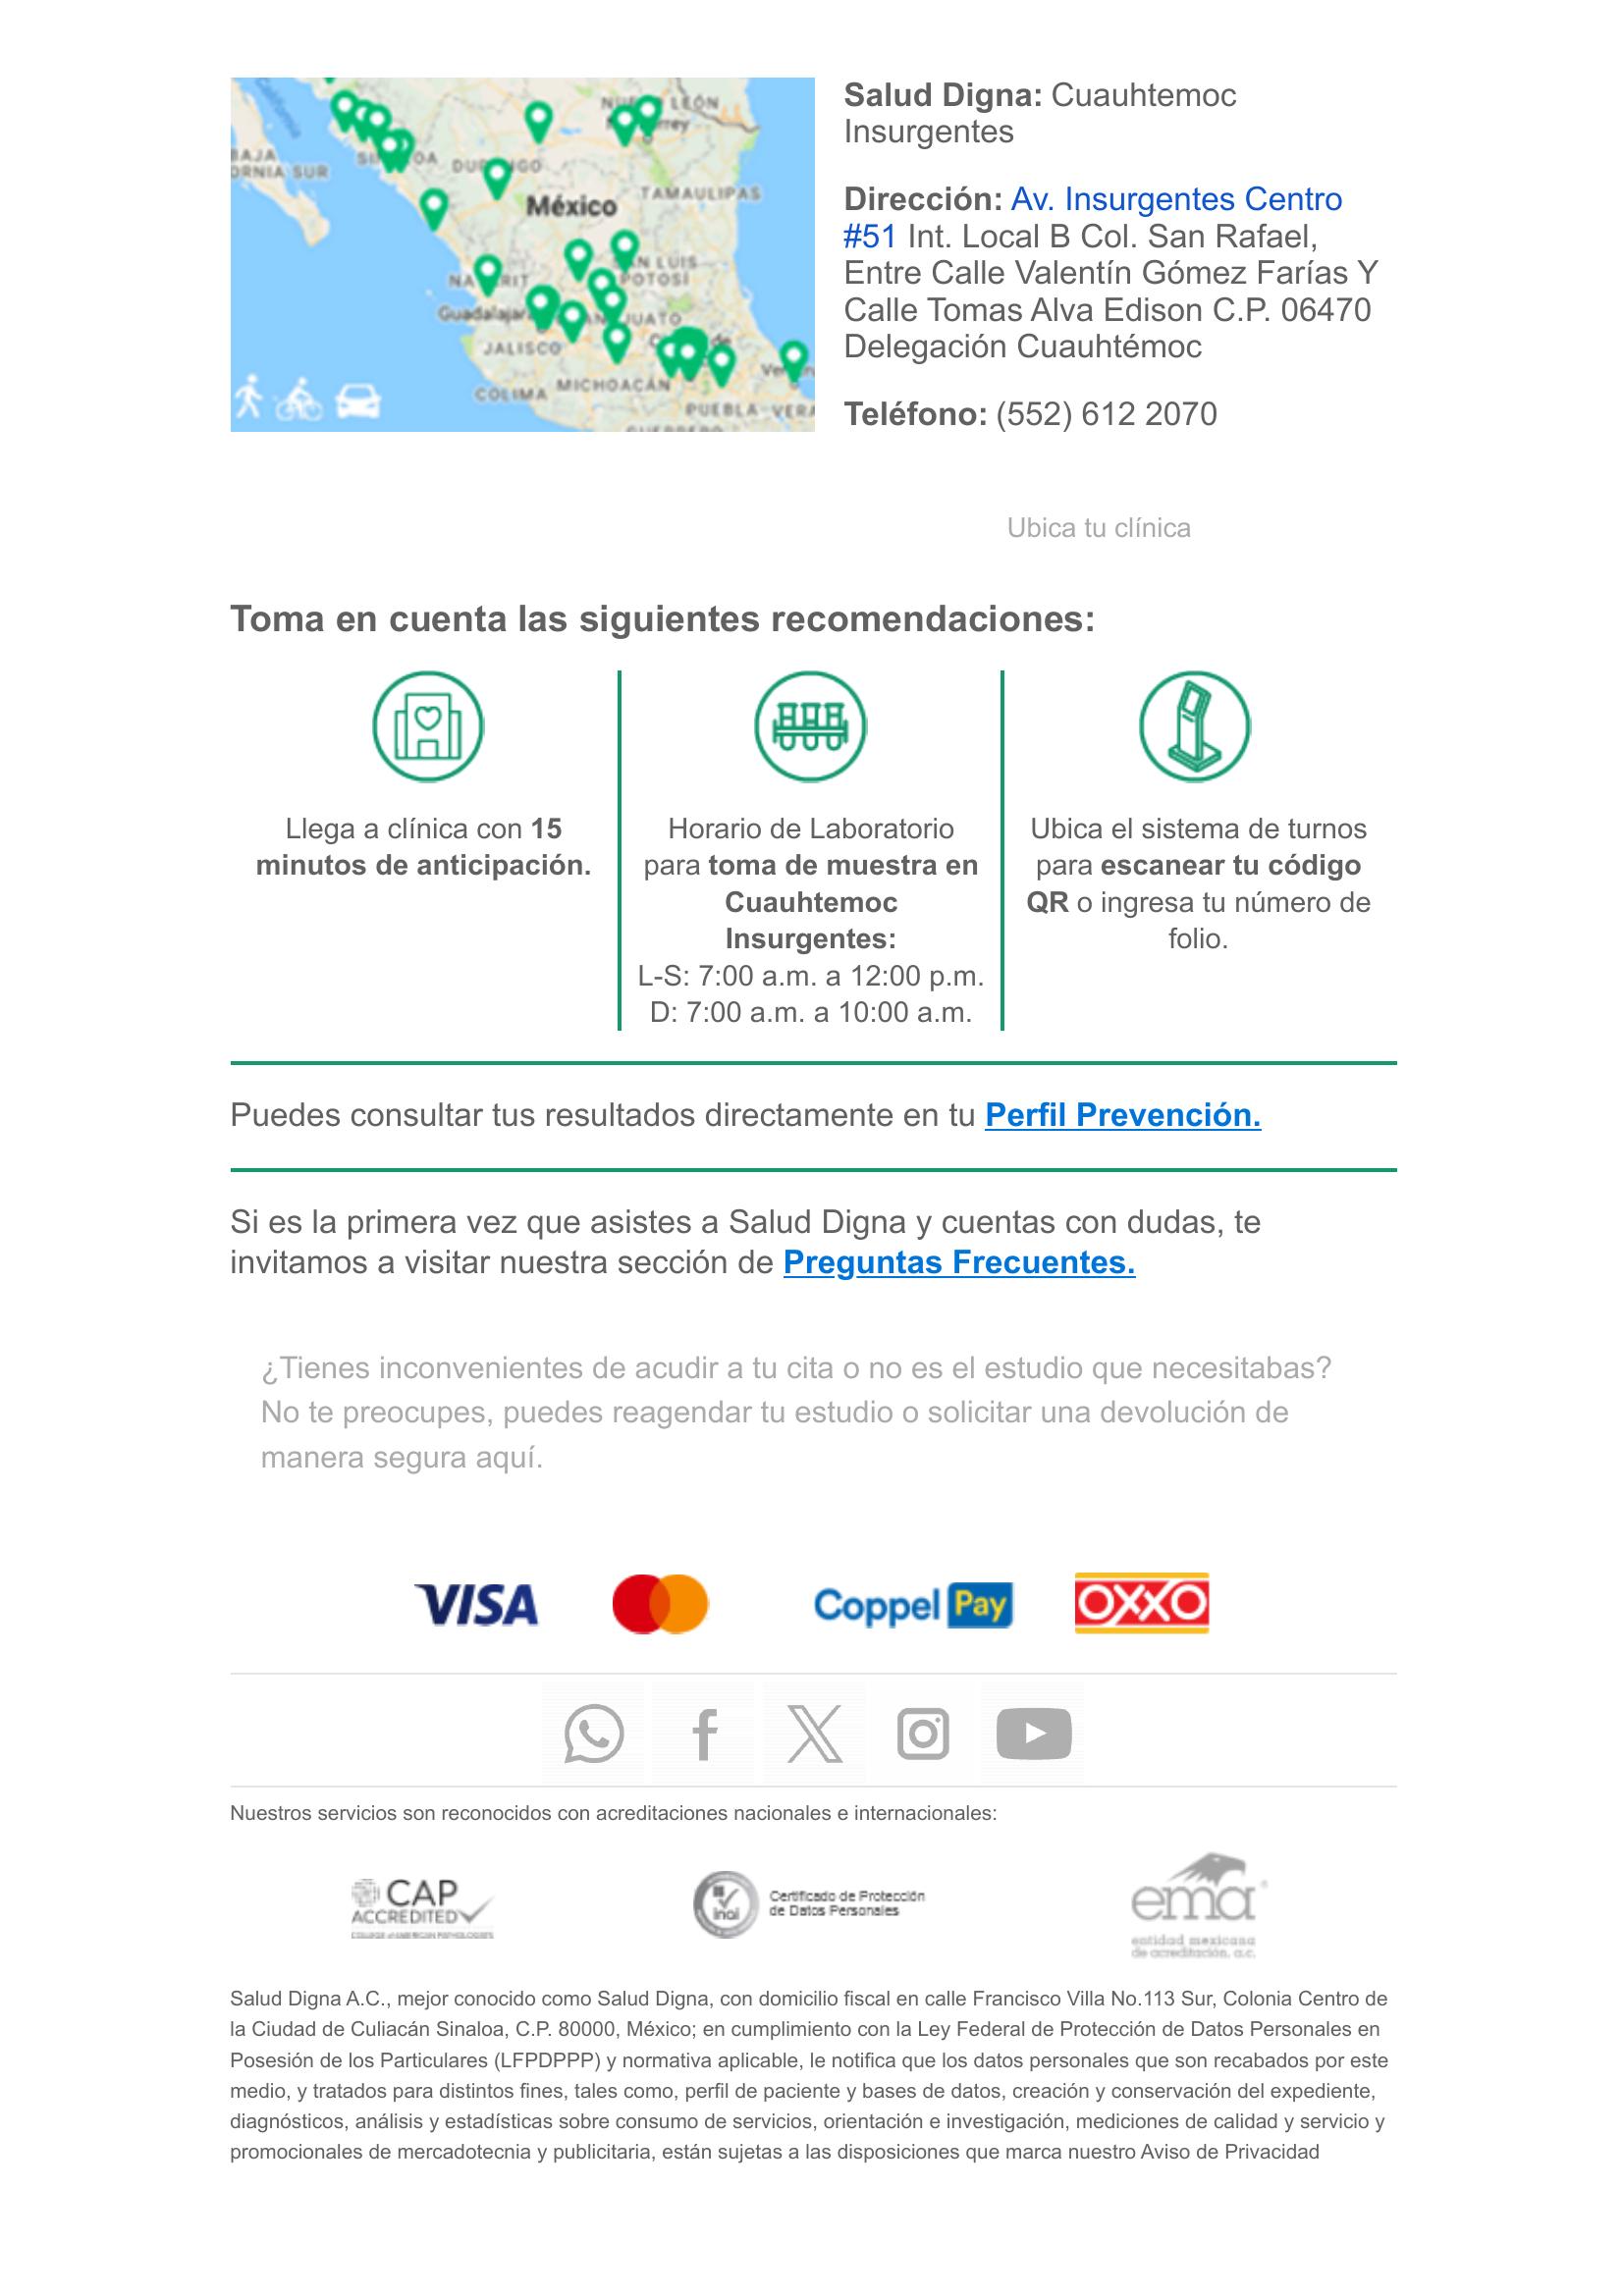 NUEVO LEÓN
BAJA
ORNIA SUR
DURANGO
México
TAMAULIPAS
NAYARIT
POTOSÍ
JALISCO
COLIMA
MICHOACÁN
PUEBLA
VERA
Salud Digna: Cuauhtemoc
Insurgentes
Dirección: Av. Insurgentes Centro
#51 Int. Local B Col. San Rafael,
Entre Calle Valentín Gómez Farías Y
Calle Tomas Alva Edison C.P. 06470
Delegación Cuauhtémoc
Teléfono: (552) 612 2070
Ubica tu clínica
Toma en cuenta las siguientes recomendaciones:
Llega a clínica con 15
minutos de anticipación.
Horario de Laboratorio
para toma de muestra en
Cuauhtemoc
Insurgentes:
L-S: 7:00 a.m. a 12:00 p.m.
D: 7:00 a.m. a 10:00 a.m.
Ubica el sistema de turnos
para escanear tu código
QR o ingresa tu número de
folio.
Puedes consultar tus resultados directamente en tu Perfil Prevención.
Si es la primera vez que asistes a Salud Digna y cuentas con dudas, te
invitamos a visitar nuestra sección de Preguntas Frecuentes.
¿Tienes inconvenientes de acudir a tu cita o no es el estudio que necesitabas?
No te preocupes, puedes reagendar tu estudio o solicitar una devolución de
manera segura aquí.
VISA
Coppel Pay
OXXO
Nuestros servicios son reconocidos con acreditaciones nacionales e internacionales:
CAP
ACCREDITED
COLLEGE of AMERICAN PATHOLOGISTS
inai
Certificado de Protección
de Datos Personales
ema
entidad mexicana
de acreditación, a.c.
Salud Digna A.C., mejor conocido como Salud Digna, con domicilio fiscal en calle Francisco Villa No.113 Sur, Colonia Centro de
la Ciudad de Culiacán Sinaloa, C.P. 80000, México; en cumplimiento con la Ley Federal de Protección de Datos Personales en
Posesión de los Particulares (LFPDPPP) y normativa aplicable, le notifica que los datos personales que son recabados por este
medio, y tratados para distintos fines, tales como, perfil de paciente y bases de datos, creación y conservación del expediente,
diagnósticos, análisis y estadísticas sobre consumo de servicios, orientación e investigación, mediciones de calidad y servicio y
promocionales de mercadotecnia y publicitaria, están sujetas a las disposiciones que marca nuestro Aviso de Privacidad